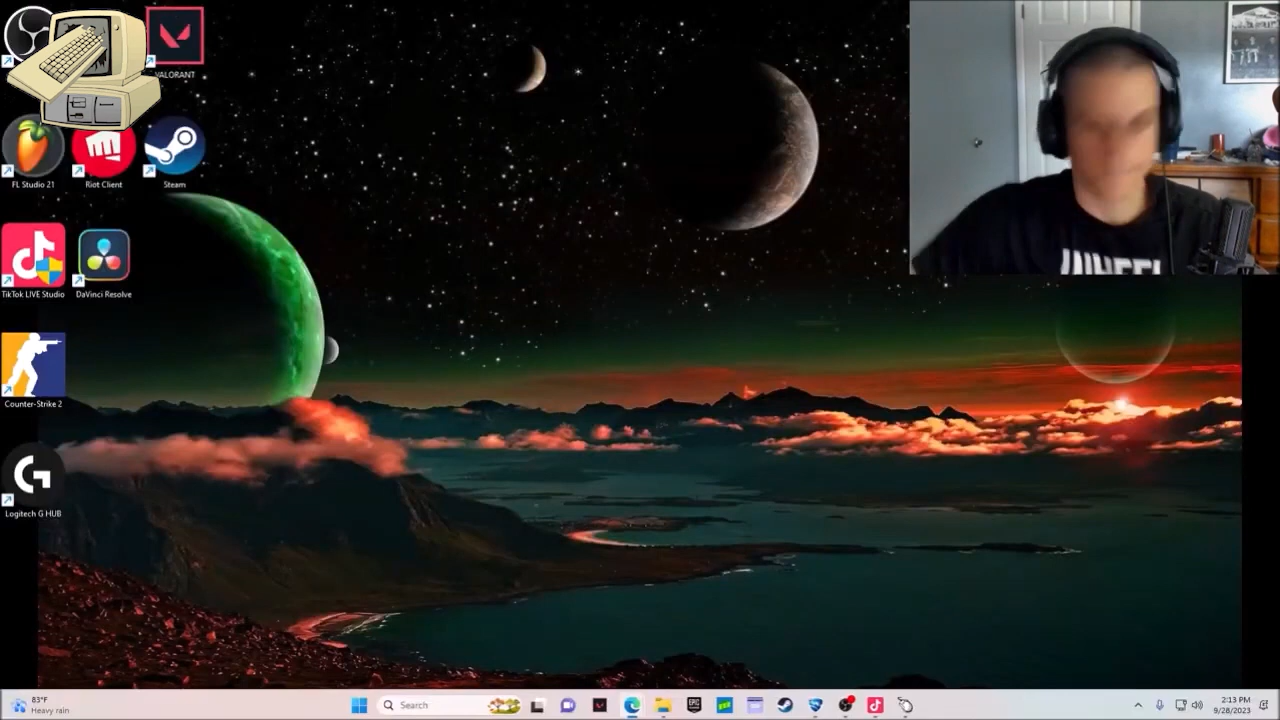 VALORANT
FL Studio 21
Riot Client
Steam
TikTok LIVE Studio
DaVinci Resolve
Counter-Strike 2
Logitech G HUB
83°F
Heavy rain
Search
2:13 PM
9/28/2023